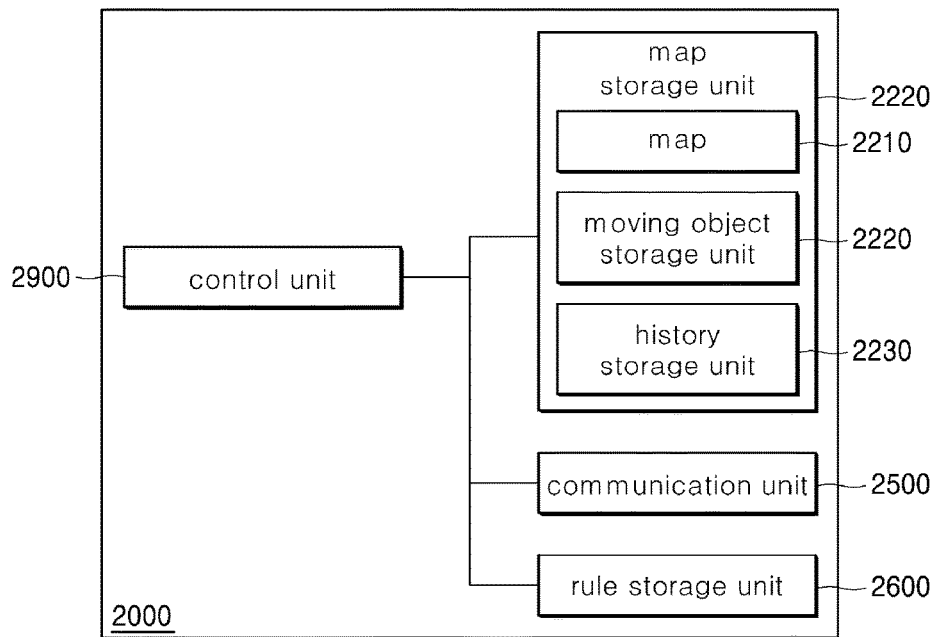 map
storage unit
2220
map
2210
moving object
storage unit
2220
2900
control unit
history
storage unit
2230
communication unit
2500
rule storage unit
2600
2000